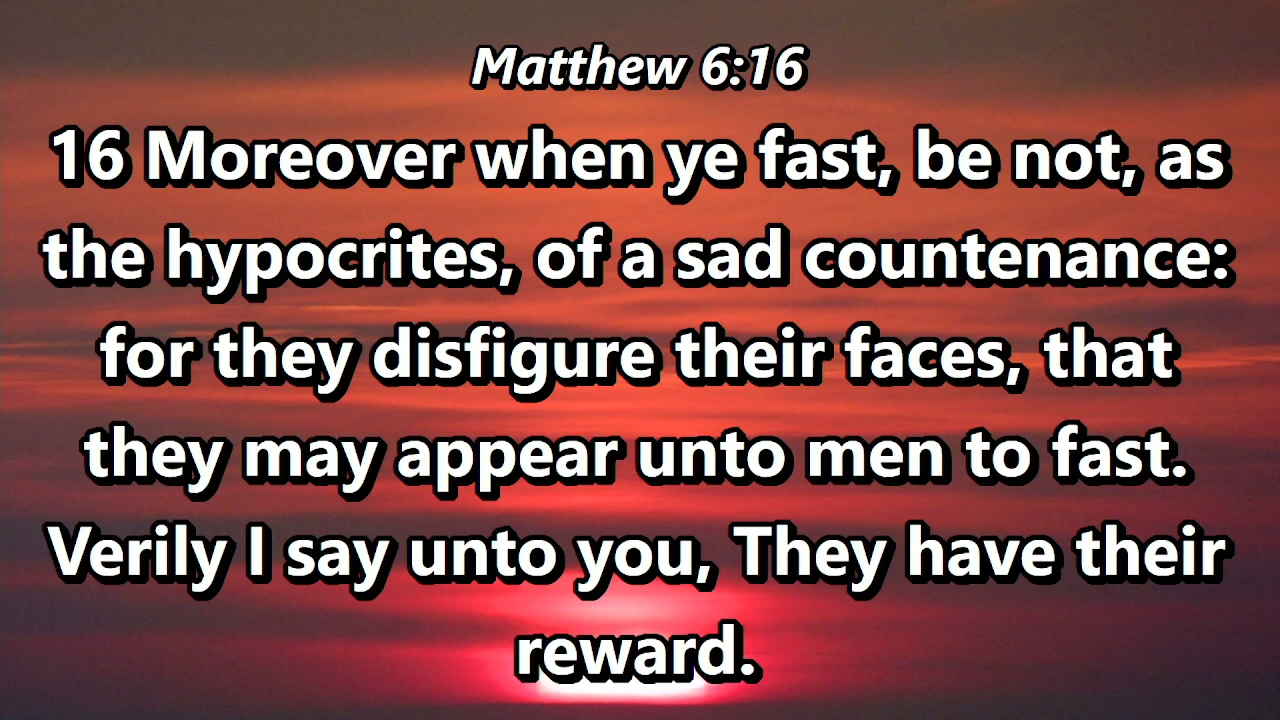 Matthew 6:16
16 Moreover when ye fast, be not, as
the hypocrites, of a sad countenance:
for they disfigure their faces, that
they may appear unto men to fast.
Verily I say unto you, They have their
reward.